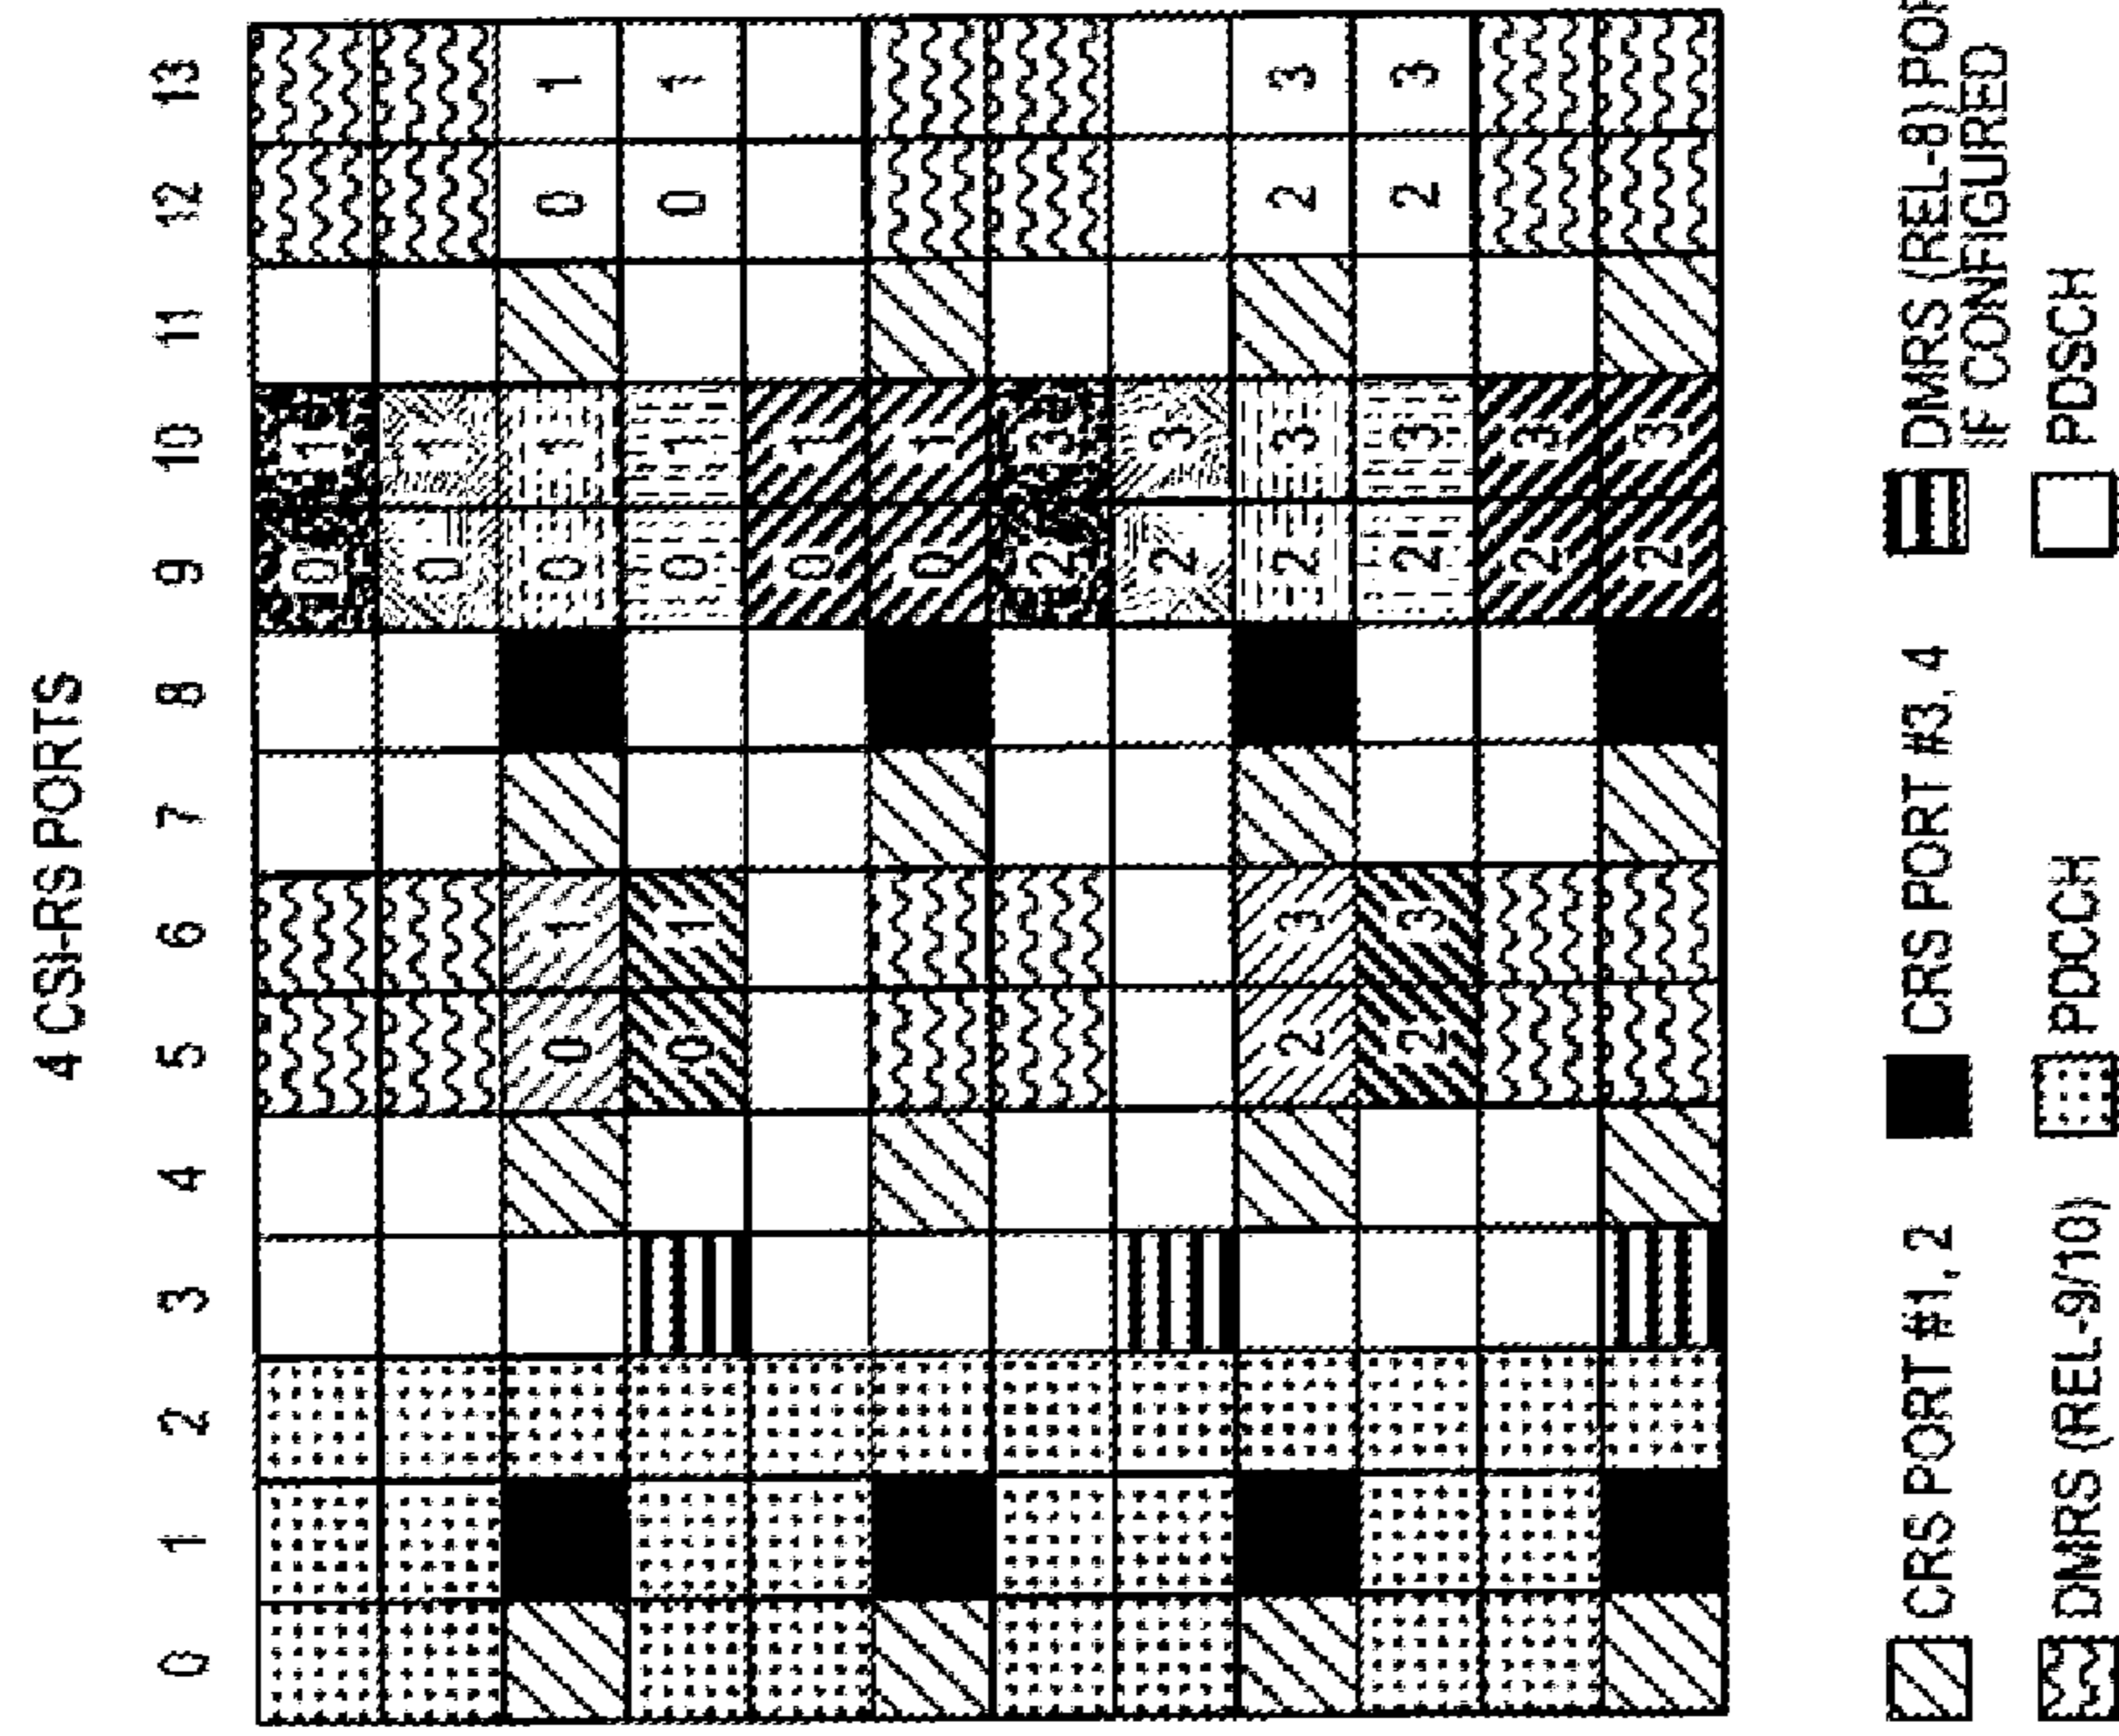 4 CSI-RS PORTS
0 1 2 3 4 5 6 7 8 9 10 11 12 13
0 1
0 1
0 1 0 1 0 1
0 1 0 1 0 1
0 1
0 1
2 3
2 3
2 3 2 3 2 3
2 3 2 3 2 3
2 3
2 3
CRS PORT #1, 2
CRS PORT #3, 4
DMRS (REL-8)
IF CONFIGURED
DMRS (REL-9/10)
PDCCH
PDSCH